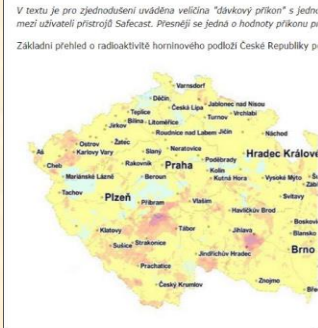 V textu je pro zjednodušení uváděna veličina "dávkový příkon" s jedno
mezi uživateli přístrojů Safecast. Přesněji se jedná o hodnoty příkonu p
Základní přehled o radioaktivitě horninového podloží České Republiky p
Varnsdorf
Děčín
Teplice
Česká Lípa
Jablonec nad Nisou
Jirkov
Bílina
Litoměřice
Turnov
Vrchlabí
Roudnice nad Labem
Jičín
Náchod
Ostrov
Žatec
Aš
Karlovy Vary
Slaný
Neratovice
Hradec Králové
Cheb
Rakovník
Praha
Poděbrady
Kolín
Mariánské Lázně
Beroun
Kutná Hora
Vysoké Mýto
Tachov
Plzeň
Příbram
Vlašim
Svitavy
Havlíčkův Brod
Klatovy
Tábor
Jihlava
Boskovi
Blansko
Sušice
Strakonice
Jindřichův Hradec
Brno
Prachatice
Český Krumlov
Znojmo
Bře